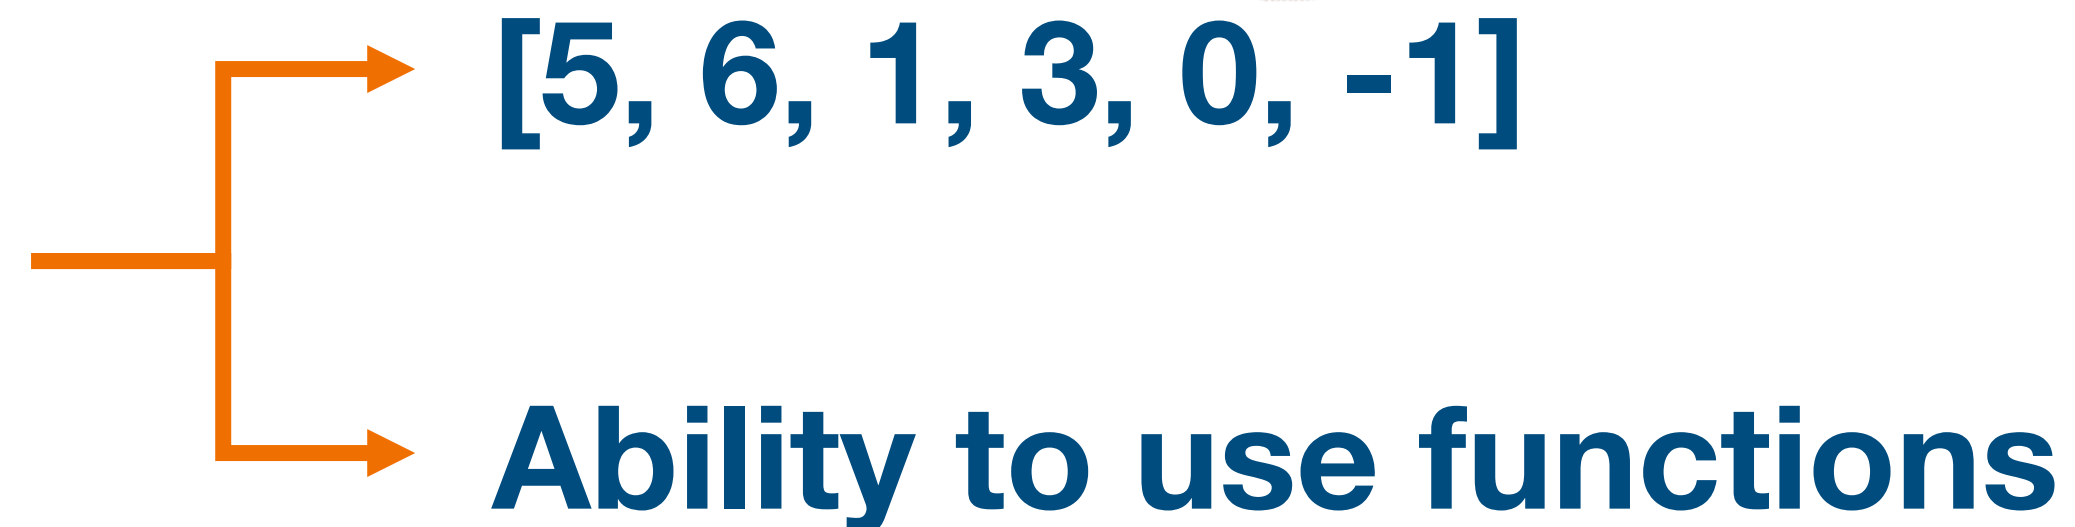 [5, 6, 1, 3, 0, -1]
Ability to use functions